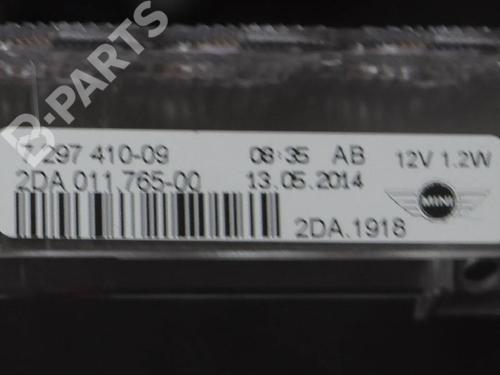 B-PARTS
297 410-09 08:35 AB 12V 1.2W
2DA 011.765-00 13.05.2014
MINI
2DA.1918